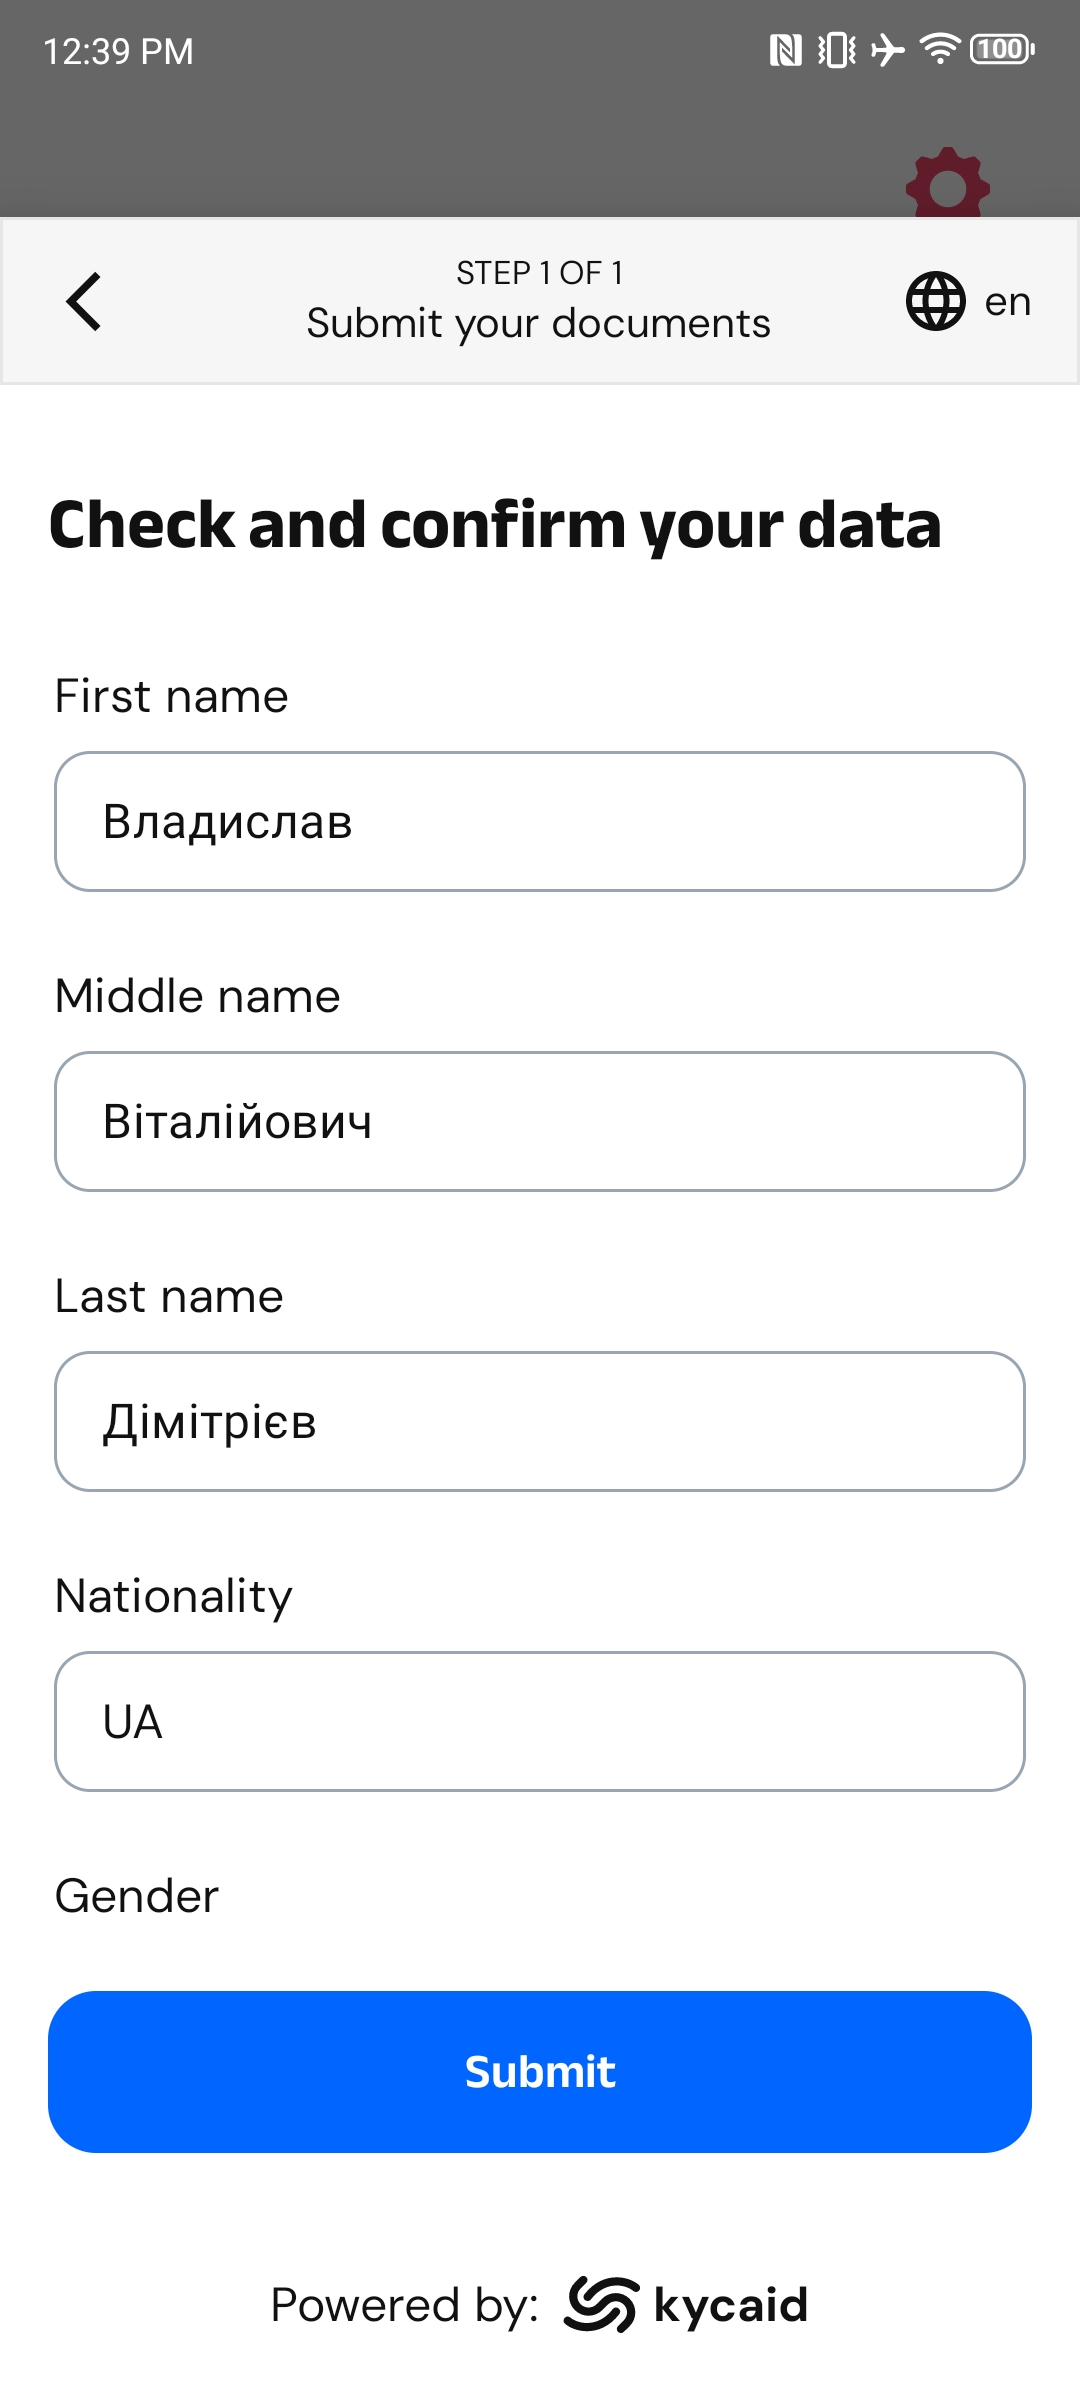 12:39 PM
100
STEP 1 OF 1
Submit your documents
en
Check and confirm your data
First name
Владислав
Middle name
Віталійович
Last name
Дімітрієв
Nationality
UA
Gender
Submit
Powered by: kycaid